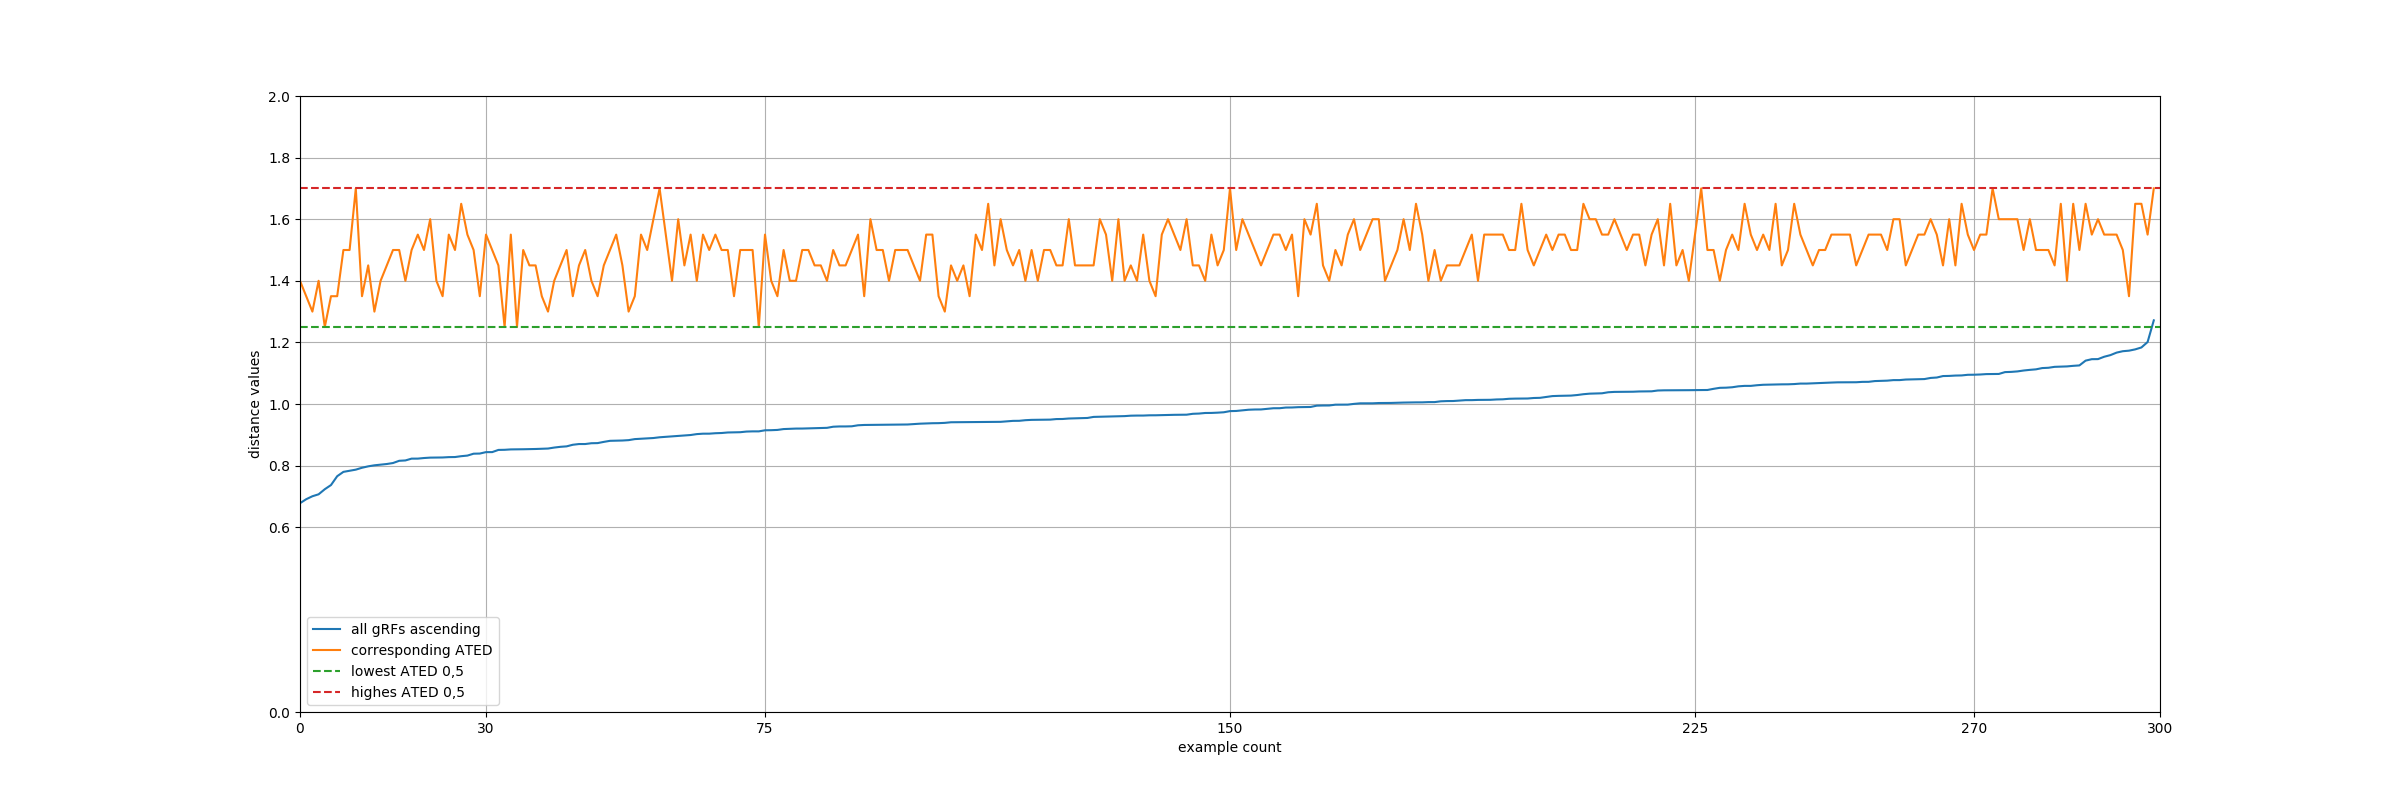 2.0
1.8
1.6
1.4
1.2
1.0
0.8
0.6
0.0
distance values
0 30 75 150 225 270 300
example count
all gRFs ascending
corresponding ATED
lowest ATED 0,5
highes ATED 0,5